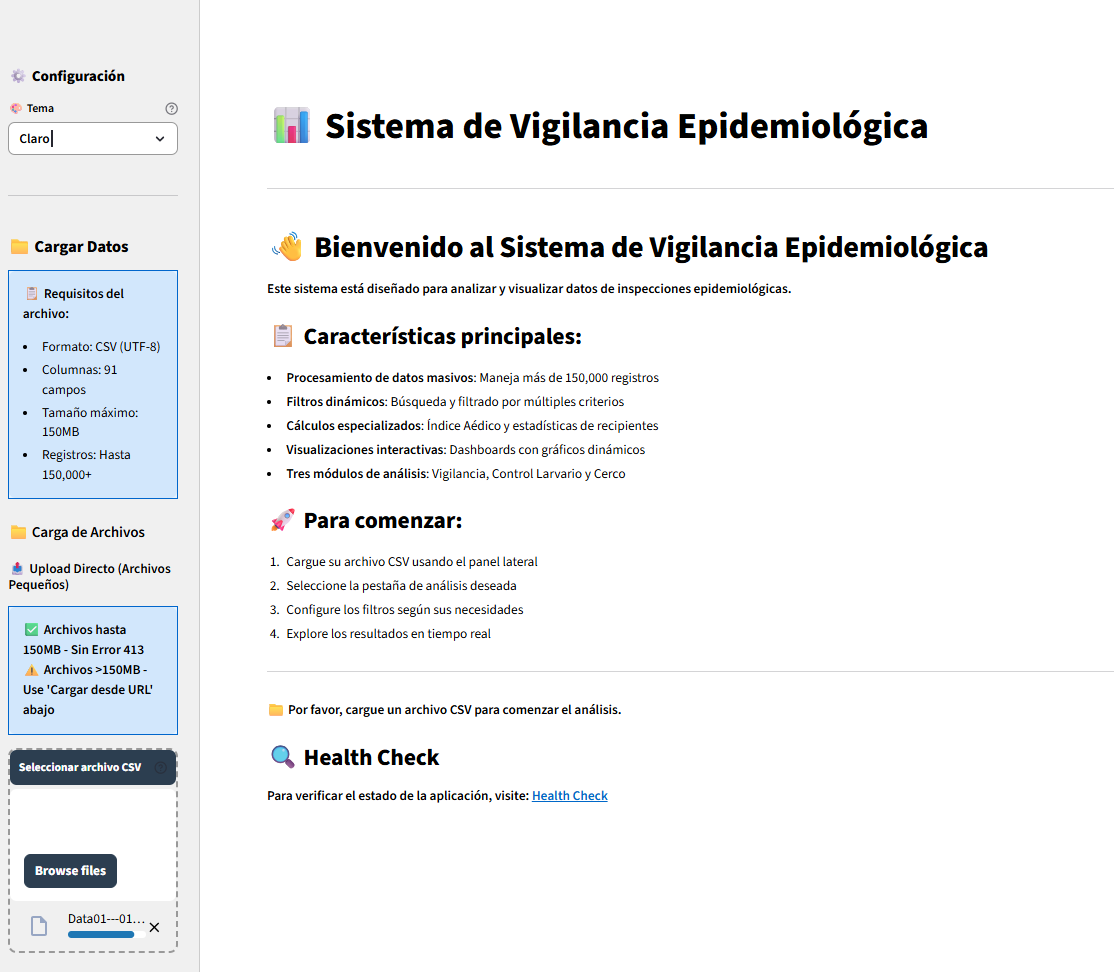 Configuración
Tema
Claro
Cargar Datos
Requisitos del
archivo:
Formato: CSV (UTF-8)
Columnas: 91
campos
Tamaño máximo:
150MB
Registros: Hasta
150,000+
Carga de Archivos
Upload Directo (Archivos
Pequeños)
Archivos hasta
150MB - Sin Error 413
Archivos >150MB -
Use 'Cargar desde URL'
abajo
Seleccionar archivo CSV
Browse files
Data01---01...
Sistema de Vigilancia Epidemiológica
Bienvenido al Sistema de Vigilancia Epidemiológica
Este sistema está diseñado para analizar y visualizar datos de inspecciones epidemiológicas.
Características principales:
Procesamiento de datos masivos: Maneja más de 150,000 registros
Filtros dinámicos: Búsqueda y filtrado por múltiples criterios
Cálculos especializados: Índice Aédico y estadísticas de recipientes
Visualizaciones interactivas: Dashboards con gráficos dinámicos
Tres módulos de análisis: Vigilancia, Control Larvario y Cerco
Para comenzar:
1. Cargue su archivo CSV usando el panel lateral
2. Seleccione la pestaña de análisis deseada
3. Configure los filtros según sus necesidades
4. Explore los resultados en tiempo real
Por favor, cargue un archivo CSV para comenzar el análisis.
Health Check
Para verificar el estado de la aplicación, visite: Health Check